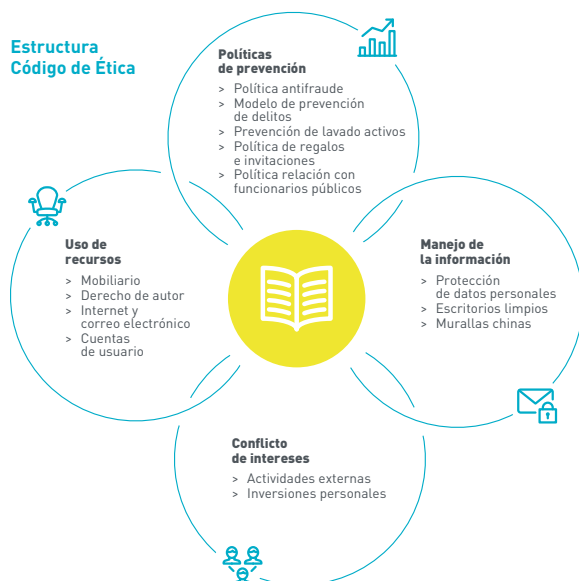 Estructura
Código de Ética
Políticas
de prevención
> Política antifraude
> Modelo de prevención
de delitos
> Prevención de lavado activos
> Política de regalos
e invitaciones
> Política relación con
funcionarios públicos
Uso de
recursos
> Mobiliario
> Derecho de autor
> Internet y
correo electrónico
> Cuentas
de usuario
Manejo de
la información
> Protección
de datos personales
> Escritorios limpios
> Murallas chinas
Conflicto
de intereses
> Actividades externas
> Inversiones personales